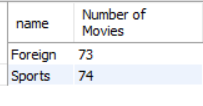 name Number of
Movies
Foreign 73
Sports 74